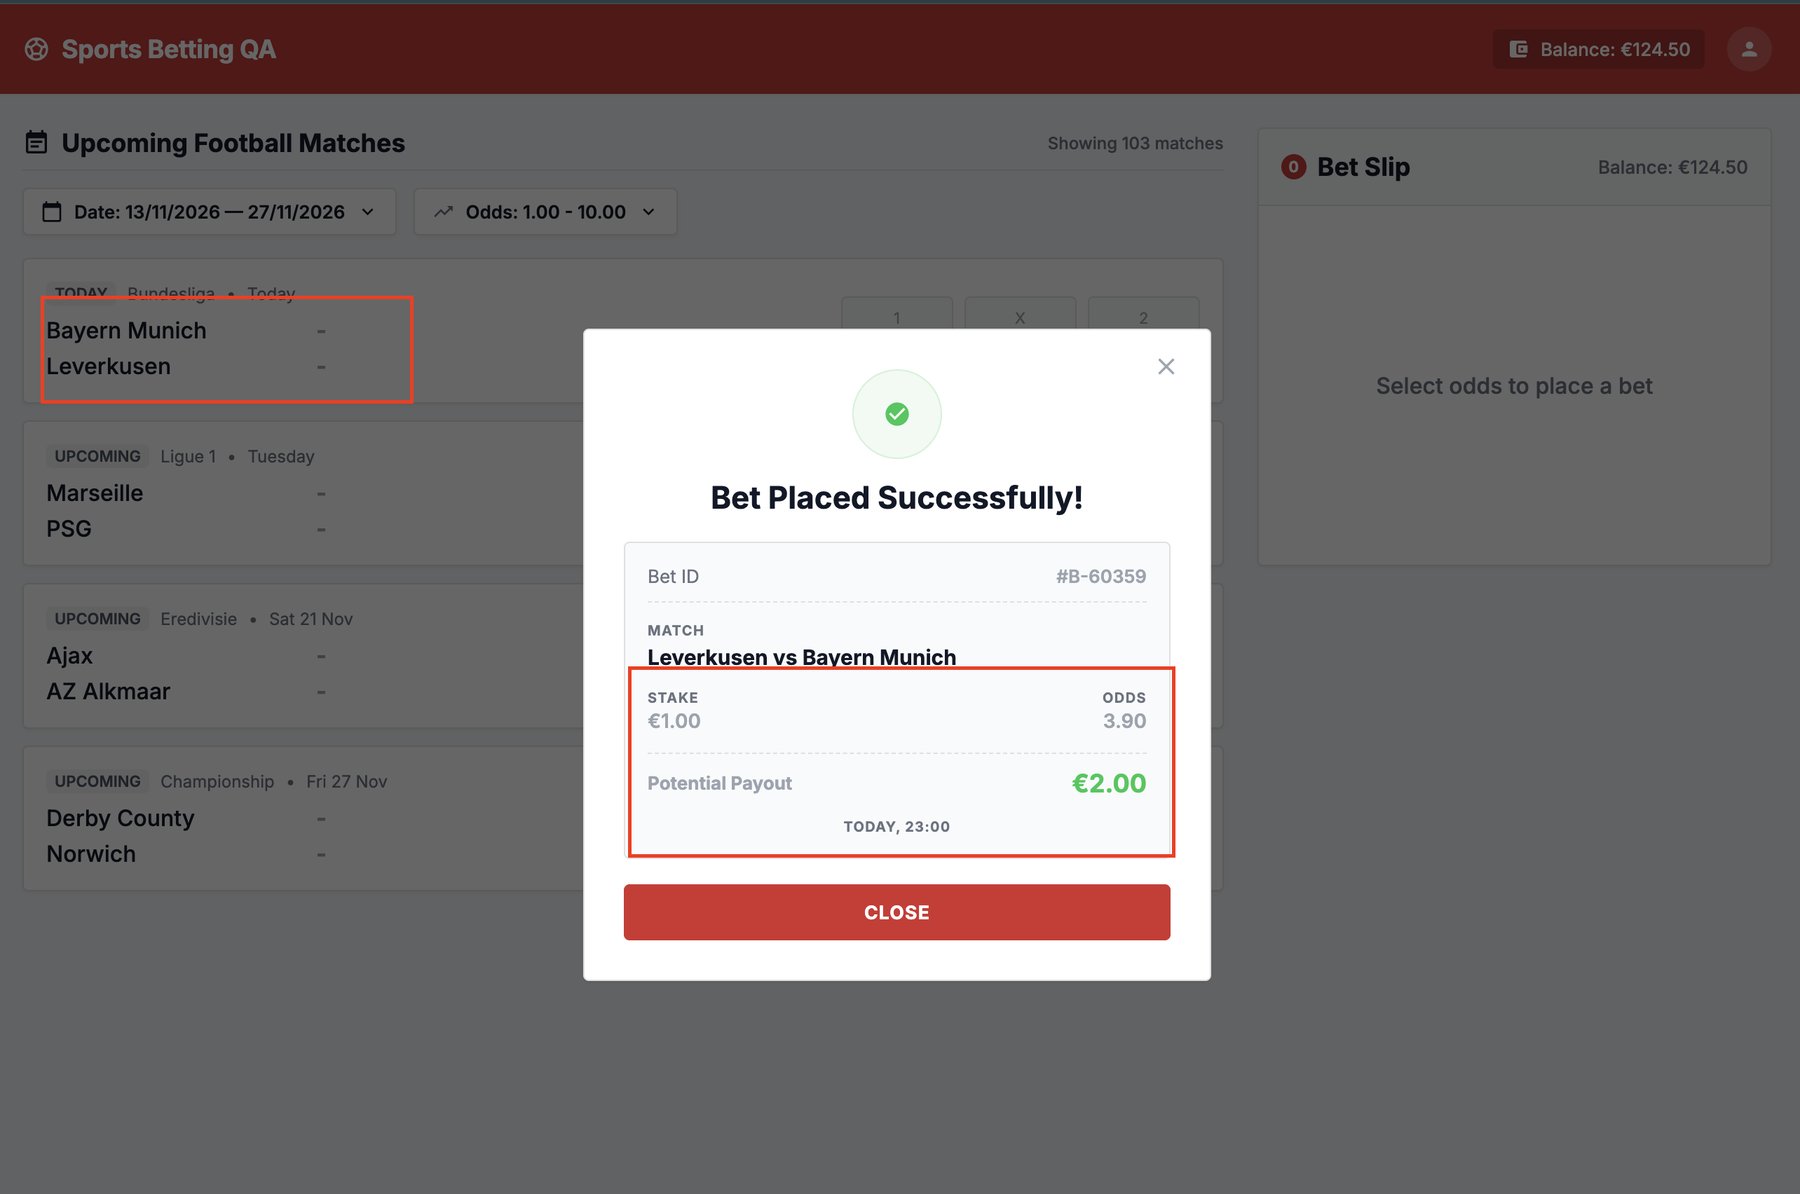 Sports Betting QA
Balance: €124.50
Upcoming Football Matches
Showing 103 matches
Date: 13/11/2026 — 27/11/2026
Odds: 1.00 - 10.00
TODAY Bundesliga • Today
Bayern Munich -
Leverkusen -
1 X 2
UPCOMING Ligue 1 • Tuesday
Marseille -
PSG -
UPCOMING Eredivisie • Sat 21 Nov
Ajax -
AZ Alkmaar -
UPCOMING Championship • Fri 27 Nov
Derby County -
Norwich -
0 Bet Slip Balance: €124.50
Select odds to place a bet
Bet Placed Successfully!
Bet ID #B-60359
MATCH
Leverkusen vs Bayern Munich
STAKE ODDS
€1.00 3.90
Potential Payout €2.00
TODAY, 23:00
CLOSE